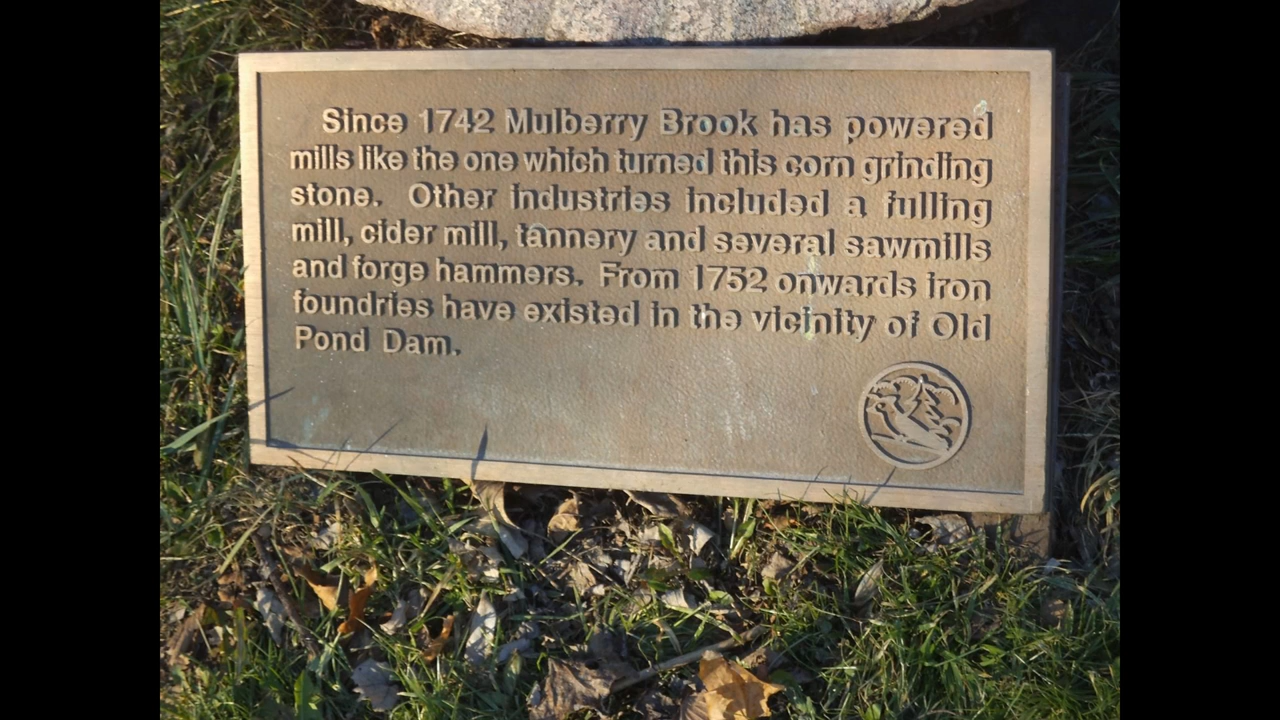 Since 1742 Mulberry Brook has powered
mills like the one which turned this corn grinding
stone. Other industries included a fulling
mill, cider mill, tannery and several sawmills
and forge hammers. From 1752 onwards iron
foundries have existed in the vicinity of Old
Pond Dam.